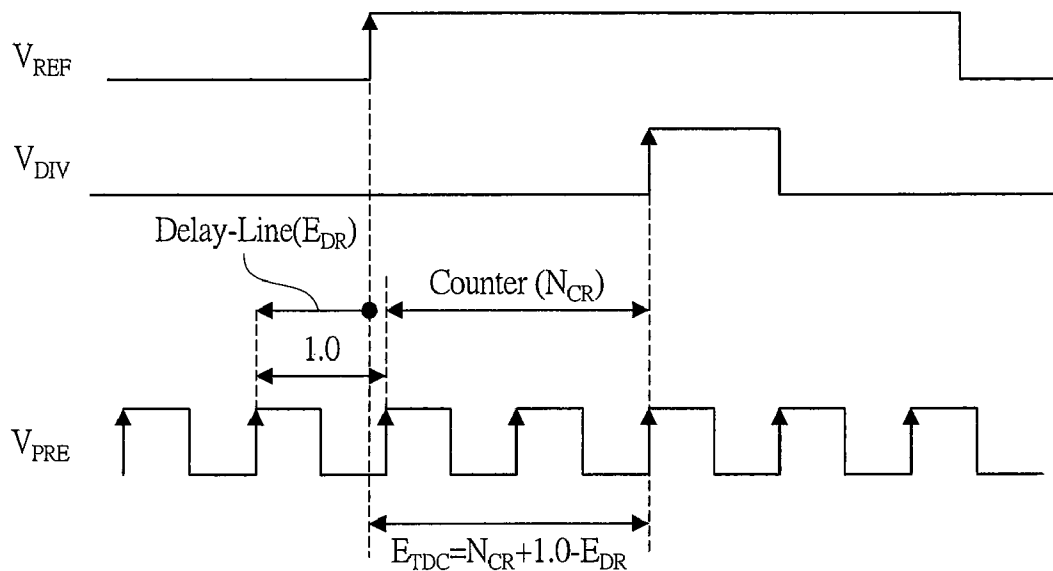 V_REF
V_DIV
Delay-Line(E_DR)
Counter (N_CR)
1.0
V_PRE
E_TDC=N_CR+1.0-E_DR